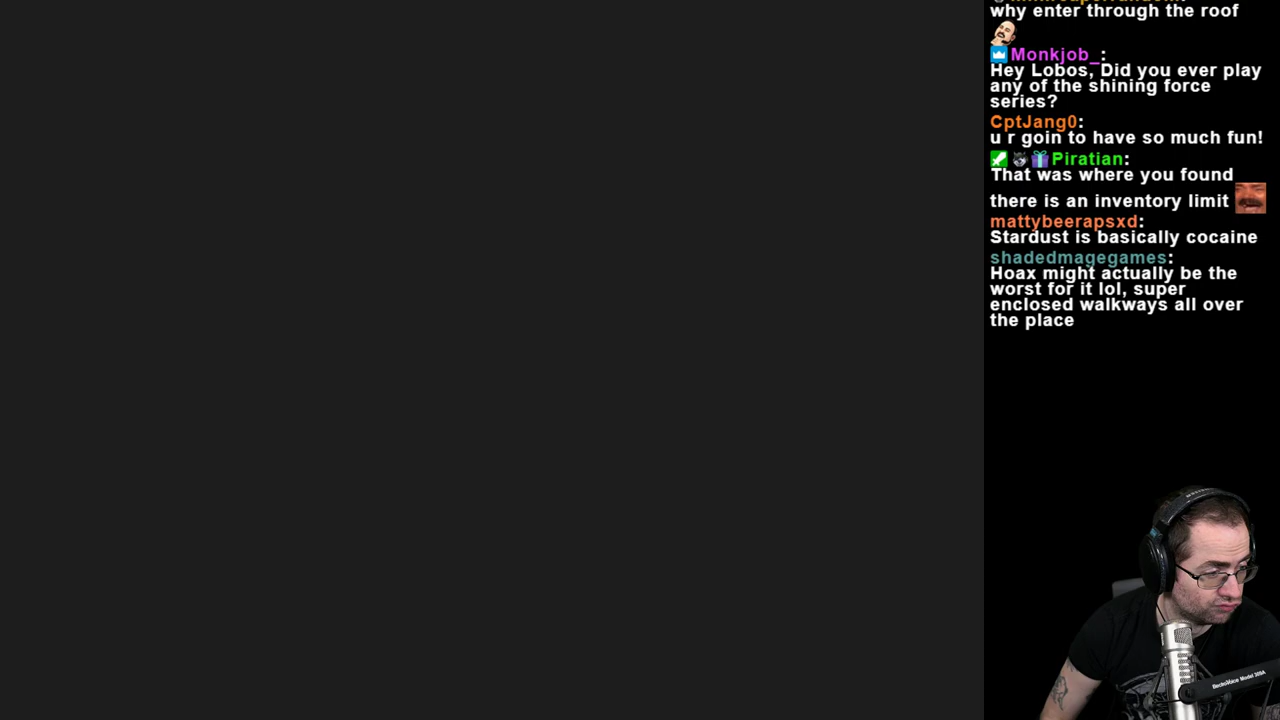 why enter through the roof
Monkjob_:
Hey Lobos, Did you ever play
any of the shining force
series?
CptJang0:
u r goin to have so much fun!
Piratian:
That was where you found
there is an inventory limit
mattybeerapsxd:
Stardust is basically cocaine
shadedmagegames:
Hoax might actually be the
worst for it lol, super
enclosed walkways all over
the place